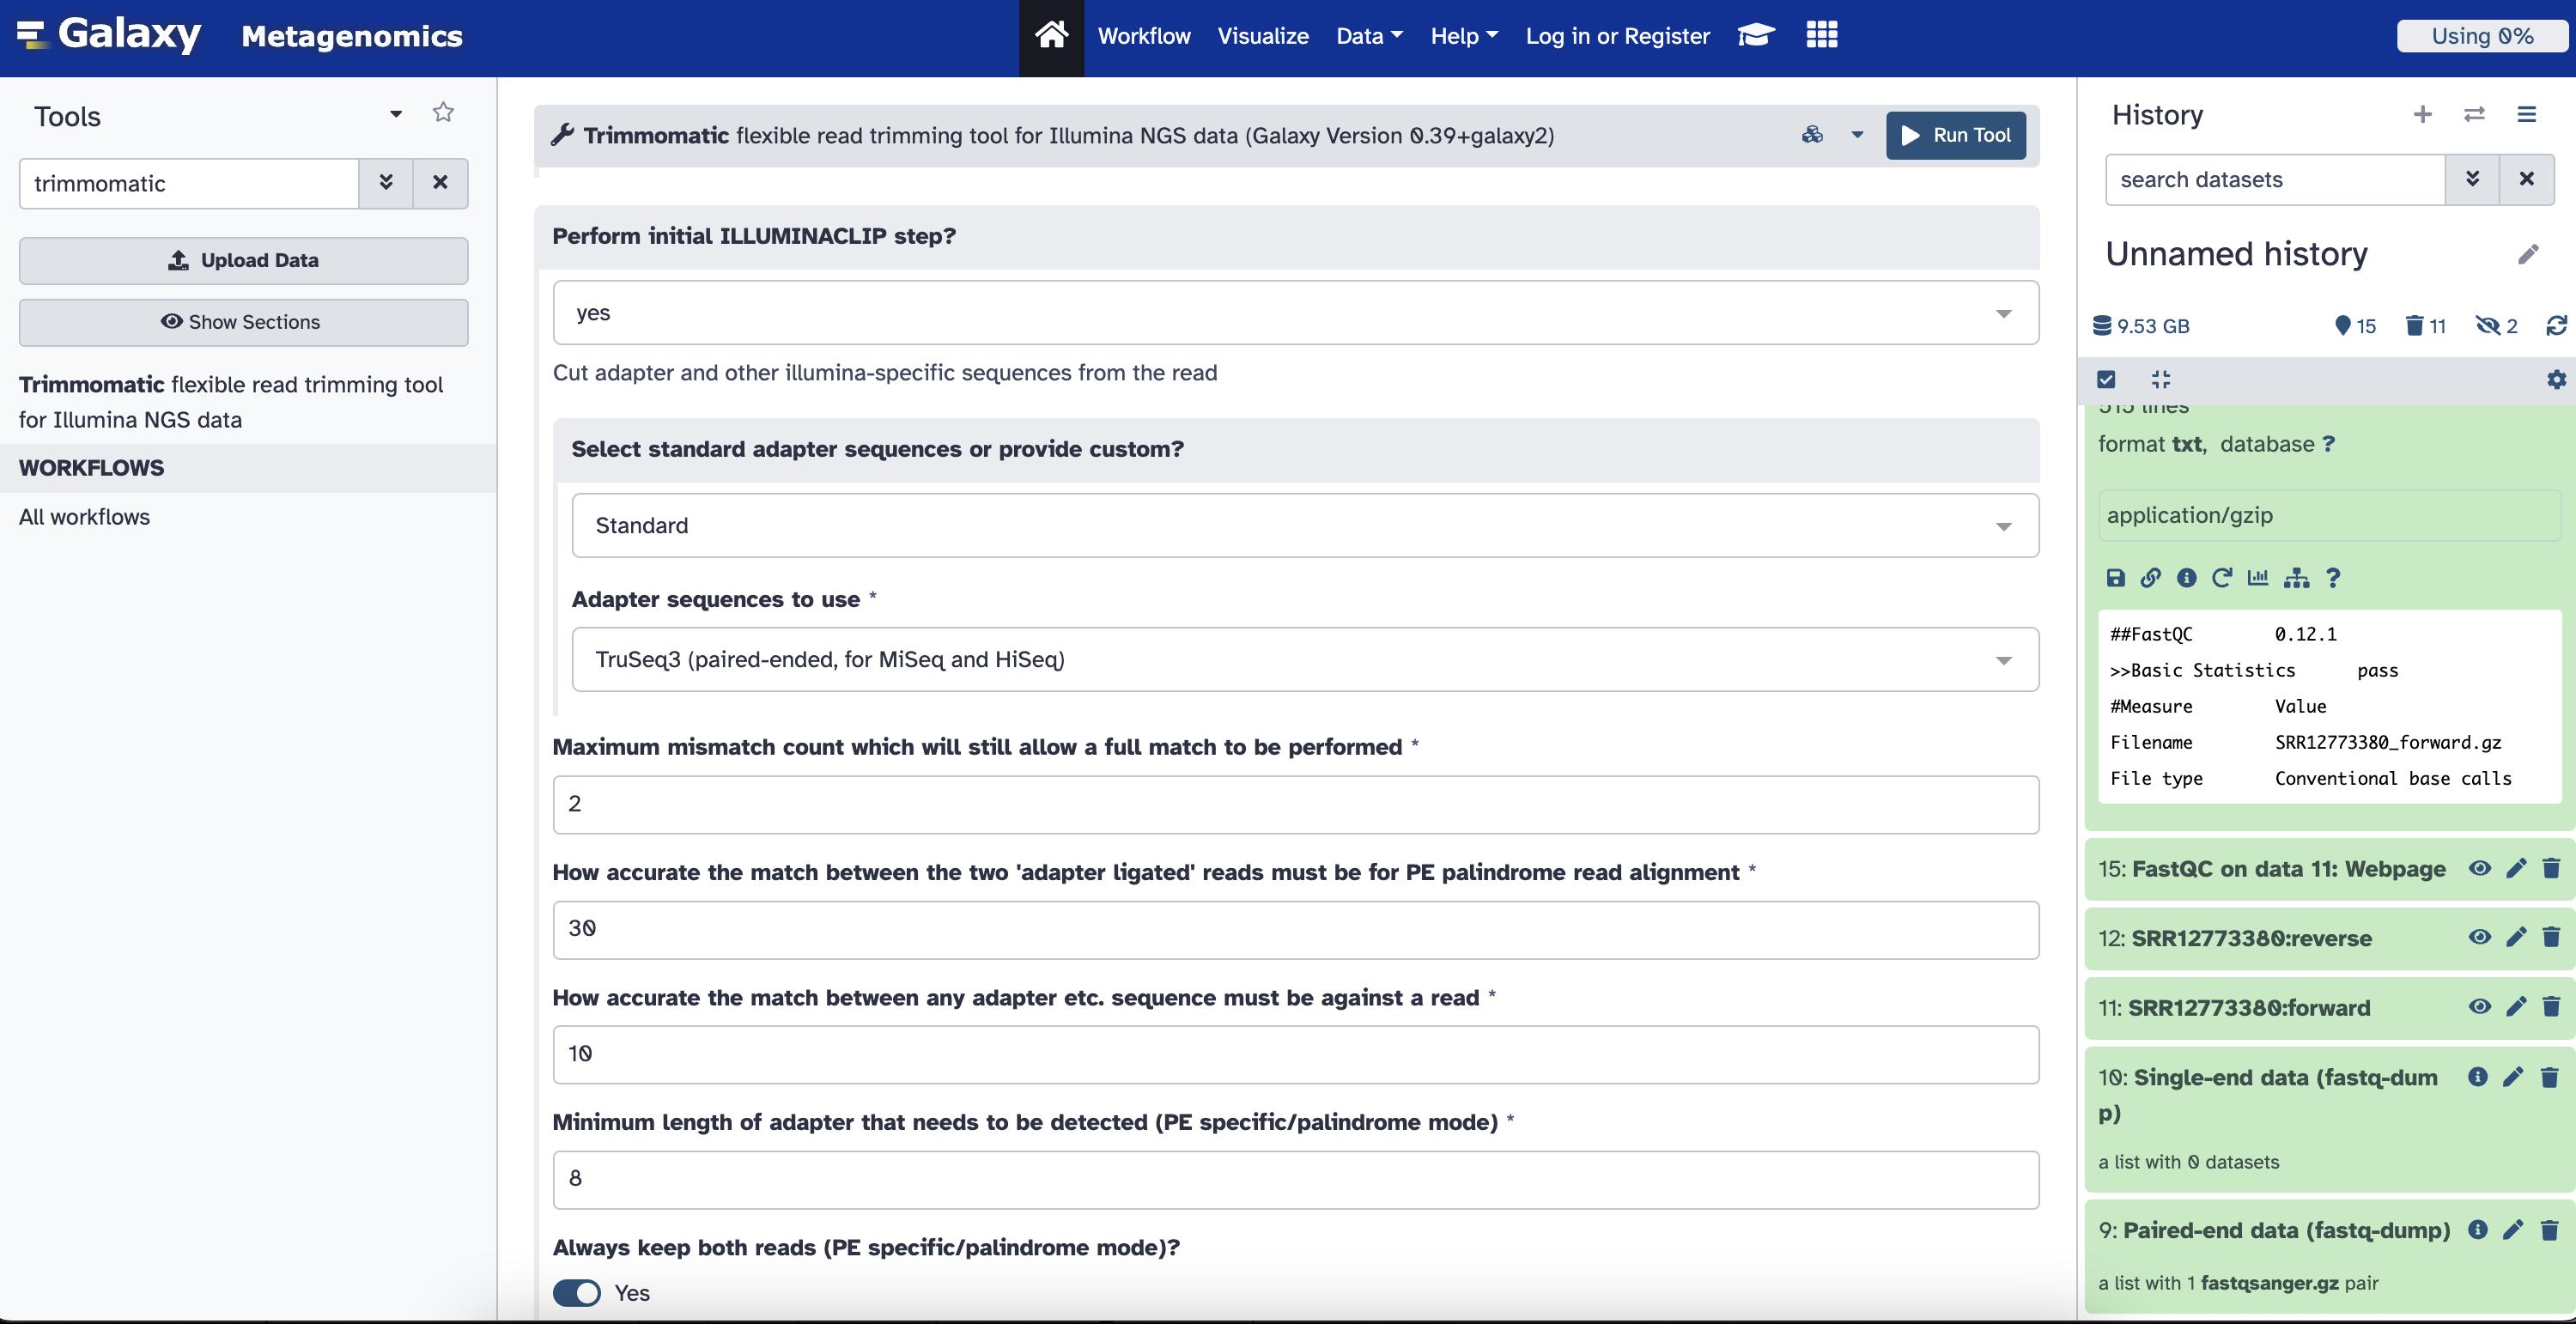 Galaxy Metagenomics
Workflow Visualize Data Help Log in or Register
Using 0%
Tools
trimmomatic
Upload Data
Show Sections
Trimmomatic flexible read trimming tool
for Illumina NGS data
WORKFLOWS
All workflows
Trimmomatic flexible read trimming tool for Illumina NGS data (Galaxy Version 0.39+galaxy2)
Run Tool
Perform initial ILLUMINACLIP step?
yes
Cut adapter and other illumina-specific sequences from the read
Select standard adapter sequences or provide custom?
Standard
Adapter sequences to use *
TruSeq3 (paired-ended, for MiSeq and HiSeq)
Maximum mismatch count which will still allow a full match to be performed *
2
How accurate the match between the two 'adapter ligated' reads must be for PE palindrome read alignment *
30
How accurate the match between any adapter etc. sequence must be against a read *
10
Minimum length of adapter that needs to be detected (PE specific/palindrome mode) *
8
Always keep both reads (PE specific/palindrome mode)?
Yes
History
search datasets
Unnamed history
9.53 GB 15 11 2
515 lines
format txt, database ?
application/gzip
##FastQC 0.12.1
>>Basic Statistics pass
#Measure Value
Filename SRR12773380_forward.gz
File type Conventional base calls
15: FastQC on data 11: Webpage
12: SRR12773380:reverse
11: SRR12773380:forward
10: Single-end data (fastq-dum
p)
a list with 0 datasets
9: Paired-end data (fastq-dump)
a list with 1 fastqsanger.gz pair